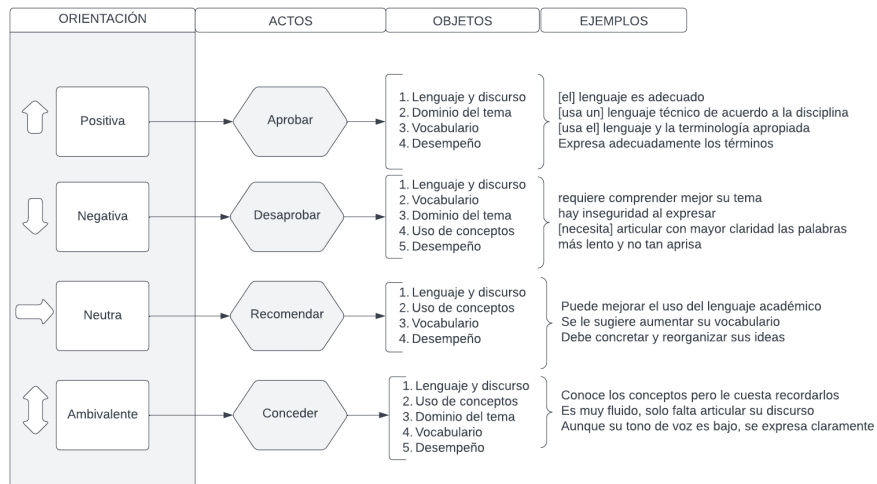 ORIENTACIÓN
ACTOS
OBJETOS
EJEMPLOS
Positiva
Aprobar
1. Lenguaje y discurso
2. Dominio del tema
3. Vocabulario
4. Desempeño
[el] lenguaje es adecuado
[usa un] lenguaje técnico de acuerdo a la disciplina
[usa el] lenguaje y la terminología apropiada
Expresa adecuadamente los términos
Negativa
Desaprobar
1. Lenguaje y discurso
2. Vocabulario
3. Dominio del tema
4. Uso de conceptos
5. Desempeño
requiere comprender mejor su tema
hay inseguridad al expresar
[necesita] articular con mayor claridad las palabras
más lento y no tan aprisa
Neutra
Recomendar
1. Lenguaje y discurso
2. Uso de conceptos
3. Vocabulario
4. Desempeño
Puede mejorar el uso del lenguaje académico
Se le sugiere aumentar su vocabulario
Debe concretar y reorganizar sus ideas
Ambivalente
Conceder
1. Lenguaje y discurso
2. Uso de conceptos
3. Dominio del tema
4. Vocabulario
5. Desempeño
Conoce los conceptos pero le cuesta recordarlos
Es muy fluido, solo falta articular su discurso
Aunque su tono de voz es bajo, se expresa claramente